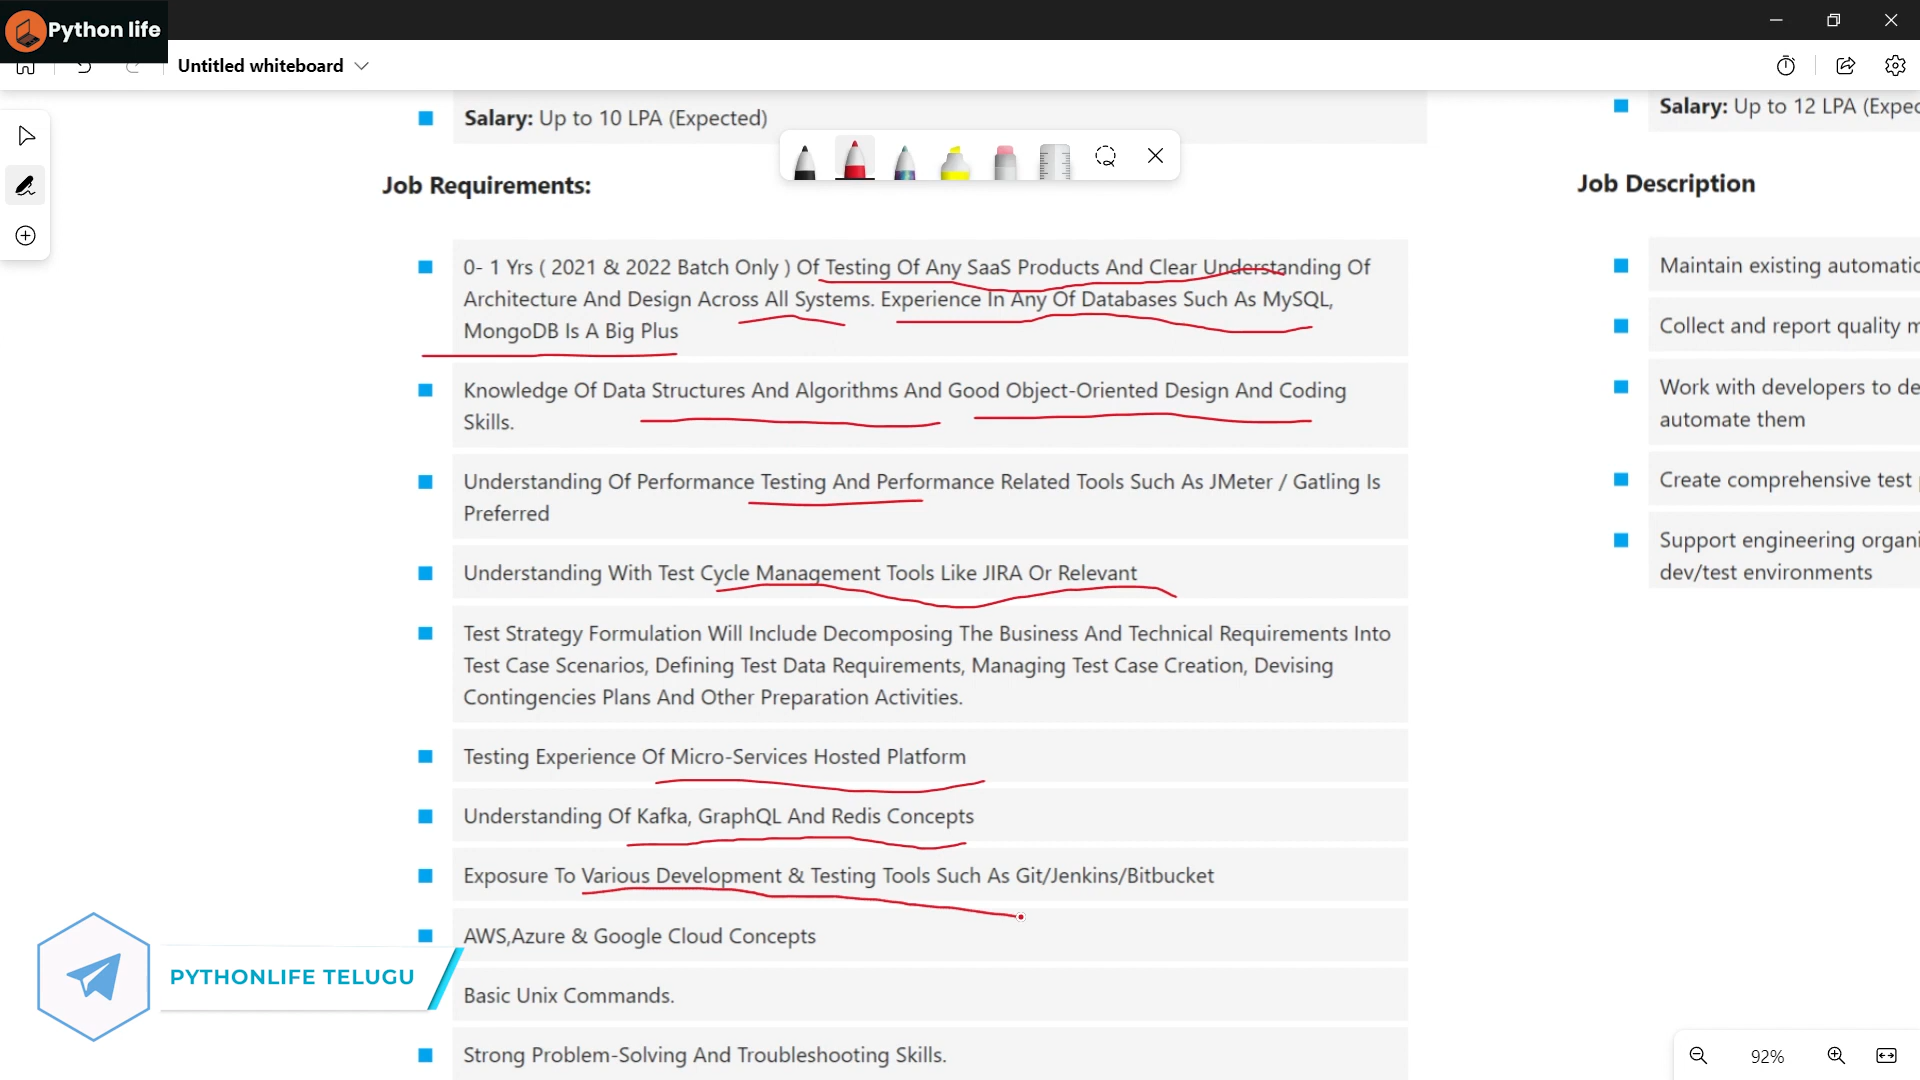 Python life
Untitled whiteboard
Salary: Up to 10 LPA (Expected)
Job Requirements:
0- 1 Yrs ( 2021 & 2022 Batch Only ) Of Testing Of Any SaaS Products And Clear Understanding Of
Architecture And Design Across All Systems. Experience In Any Of Databases Such As MySQL,
MongoDB Is A Big Plus
Knowledge Of Data Structures And Algorithms And Good Object-Oriented Design And Coding
Skills.
Understanding Of Performance Testing And Performance Related Tools Such As JMeter / Gatling Is
Preferred
Understanding With Test Cycle Management Tools Like JIRA Or Relevant
Test Strategy Formulation Will Include Decomposing The Business And Technical Requirements Into
Test Case Scenarios, Defining Test Data Requirements, Managing Test Case Creation, Devising
Contingencies Plans And Other Preparation Activities.
Testing Experience Of Micro-Services Hosted Platform
Understanding Of Kafka, GraphQL And Redis Concepts
Exposure To Various Development & Testing Tools Such As Git/Jenkins/Bitbucket
AWS,Azure & Google Cloud Concepts
Basic Unix Commands.
Strong Problem-Solving And Troubleshooting Skills.
Salary: Up to 12 LPA
Job Description
Maintain existing
Collect and report quality
Work with developers to
automate them
Create comprehensive test
Support engineering
dev/test environments
PYTHONLIFE TELUGU
92%